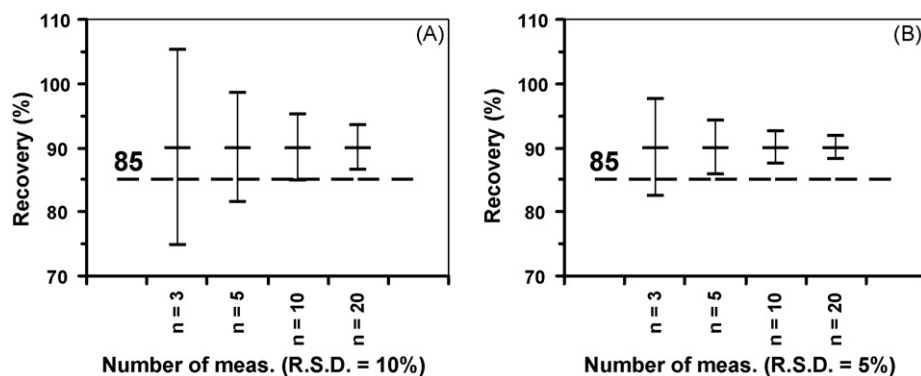 (A)
Recovery (%)
110
100
90
80
70
85
n = 3
n = 5
n = 10
n = 20
Number of meas. (R.S.D. = 10%)
(B)
Recovery (%)
110
100
90
80
70
85
n = 3
n = 5
n = 10
n = 20
Number of meas. (R.S.D. = 5%)